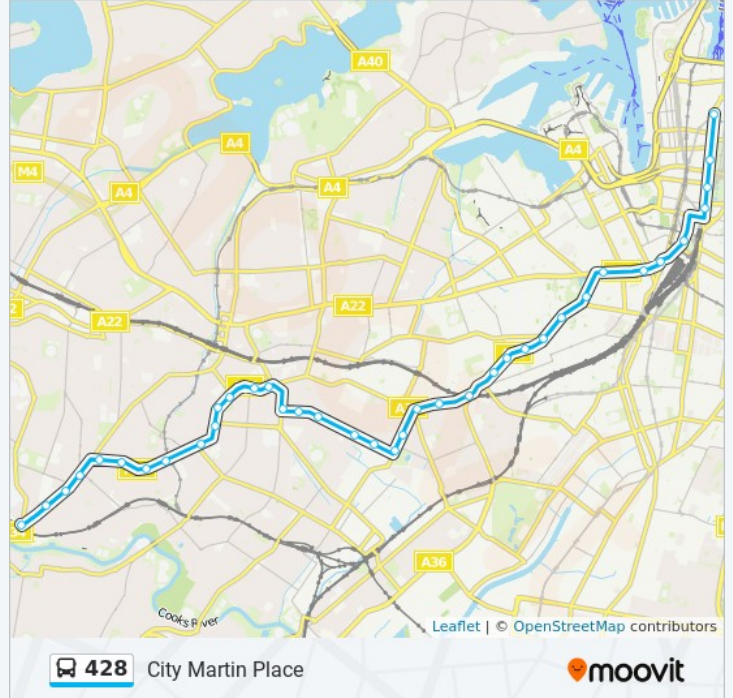 A40
A4
A4
M4
A4
A4
A22
A22
A36
Cooks River
Leaflet | © OpenStreetMap contributors
428 City Martin Place
moovit